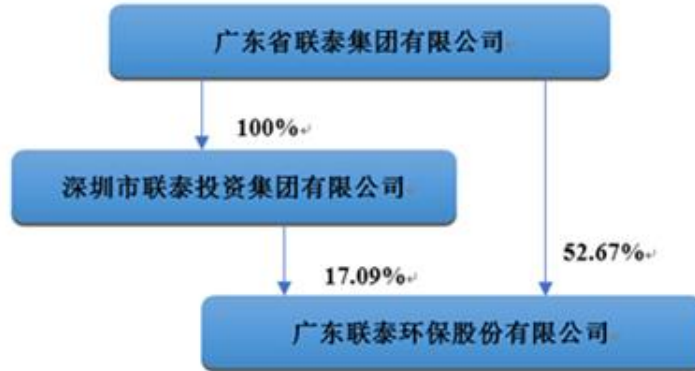 广东省联泰集团有限公司
100%
深圳市联泰投资集团有限公司
52.67%
17.09%
广东联泰环保股份有限公司